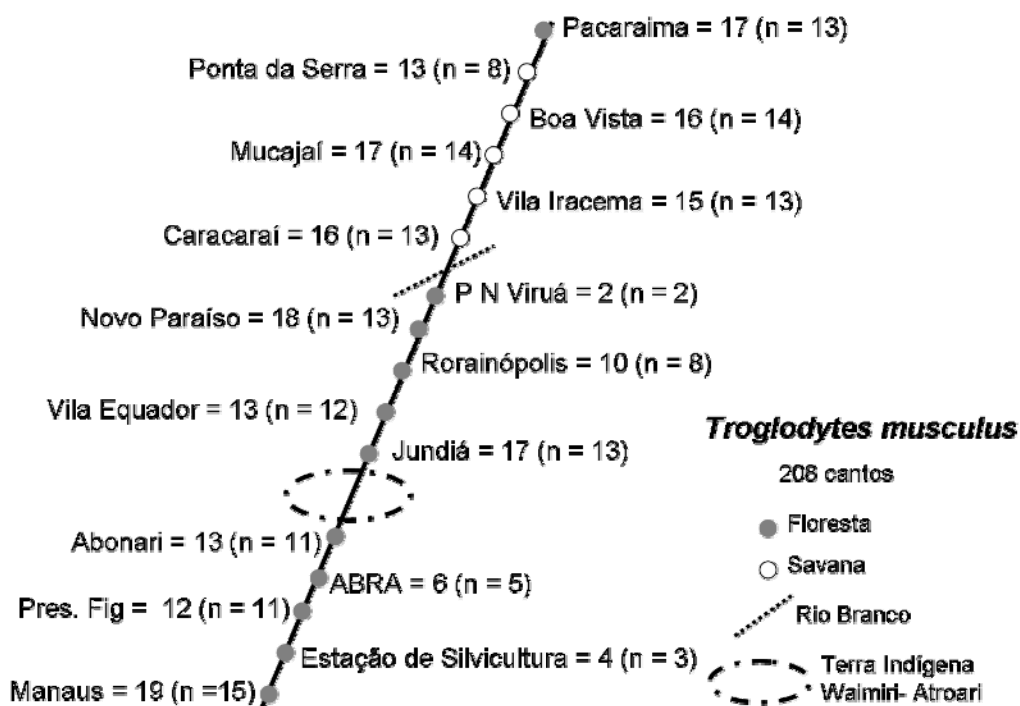 Pacaraima = 17 (n = 13)
Ponta da Serra = 13 (n = 8)
Boa Vista = 16 (n = 14)
Mucajaí = 17 (n = 14)
Vila Iracema = 15 (n = 13)
Caracaraí = 16 (n = 13)
P N Viruá = 2 (n = 2)
Novo Paraíso = 18 (n = 13)
Rorainópolis = 10 (n = 8)
Vila Equador = 13 (n = 12)
Jundiá = 17 (n = 13)
Abonari = 13 (n = 11)
ABRA = 6 (n = 5)
Pres. Fig = 12 (n = 11)
Estação de Silvicultura = 4 (n = 3)
Manaus = 19 (n =15)
Troglodytes musculus
208 cantos
Floresta
Savana
Rio Branco
Terra Indígena
Waimiri- Atroari